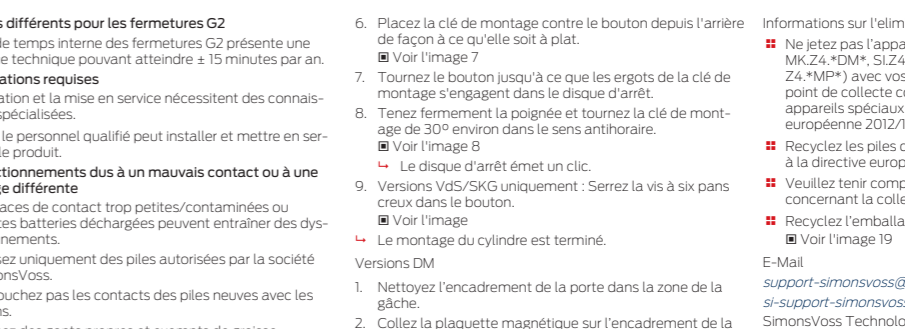 s différents pour les fermetures G2
de temps interne des fermetures G2 présente une
e technique pouvant atteindre ± 15 minutes par an.
ations requises
ation et la mise en service nécessitent des connais-
spécialisées.
le personnel qualifié peut installer et mettre en ser-
le produit.
ctionnements dus à un mauvais contact ou à une
ge différente
aces de contact trop petites/contaminées ou
tes batteries déchargées peuvent entraîner des dys-
nements.
sez uniquement des piles autorisées par la société
onsVoss.
ouchez pas les contacts des piles neuves avec les
ns.
6. Placez la clé de montage contre le bouton depuis l'arrière
de façon à ce qu'elle soit à plat.
▣ Voir l'image 7
7. Tournez le bouton jusqu'à ce que les ergots de la clé de
montage s'engagent dans le disque d'arrêt.
8. Tenez fermement la poignée et tournez la clé de mont-
age de 30° environ dans le sens antihoraire.
▣ Voir l'image 8
↳ Le disque d'arrêt émet un clic.
9. Versions VdS/SKG uniquement : Serrez la vis à six pans
creux dans le bouton.
▣ Voir l'image
↳ Le montage du cylindre est terminé.
Versions DM
1. Nettoyez l'encadrement de la porte dans la zone de la
gâche.
2. Collez la plaquette magnétique sur l'encadrement de la
Informations sur l'elim
Ne jetez pas l'appa
MK.Z4.*DM*, SI.Z4
Z4.*MP*) avec vos
point de collecte co
appareils spéciaux
européenne 2012/1
Recyclez les piles d
à la directive europ
Veuillez tenir comp
concernant la colle
Recyclez l'emballa
▣ Voir l'image 19
E-Mail
support-simonsvoss@
si-support-simonsvoss
SimonsVoss Technolo